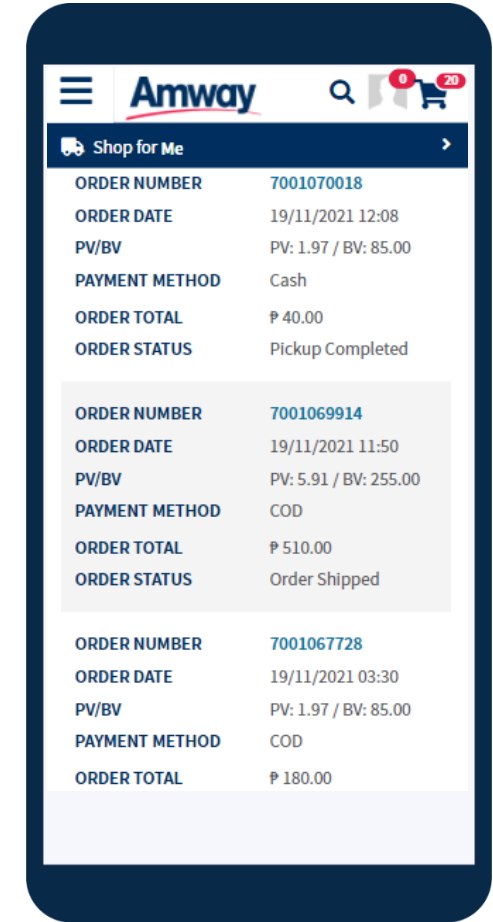 Amway
0
20
Shop for Me
ORDER NUMBER 7001070018
ORDER DATE 19/11/2021 12:08
PV/BV PV: 1.97 / BV: 85.00
PAYMENT METHOD Cash
ORDER TOTAL ₱ 40.00
ORDER STATUS Pickup Completed
ORDER NUMBER 7001069914
ORDER DATE 19/11/2021 11:50
PV/BV PV: 5.91 / BV: 255.00
PAYMENT METHOD COD
ORDER TOTAL ₱ 510.00
ORDER STATUS Order Shipped
ORDER NUMBER 7001067728
ORDER DATE 19/11/2021 03:30
PV/BV PV: 1.97 / BV: 85.00
PAYMENT METHOD COD
ORDER TOTAL ₱ 180.00